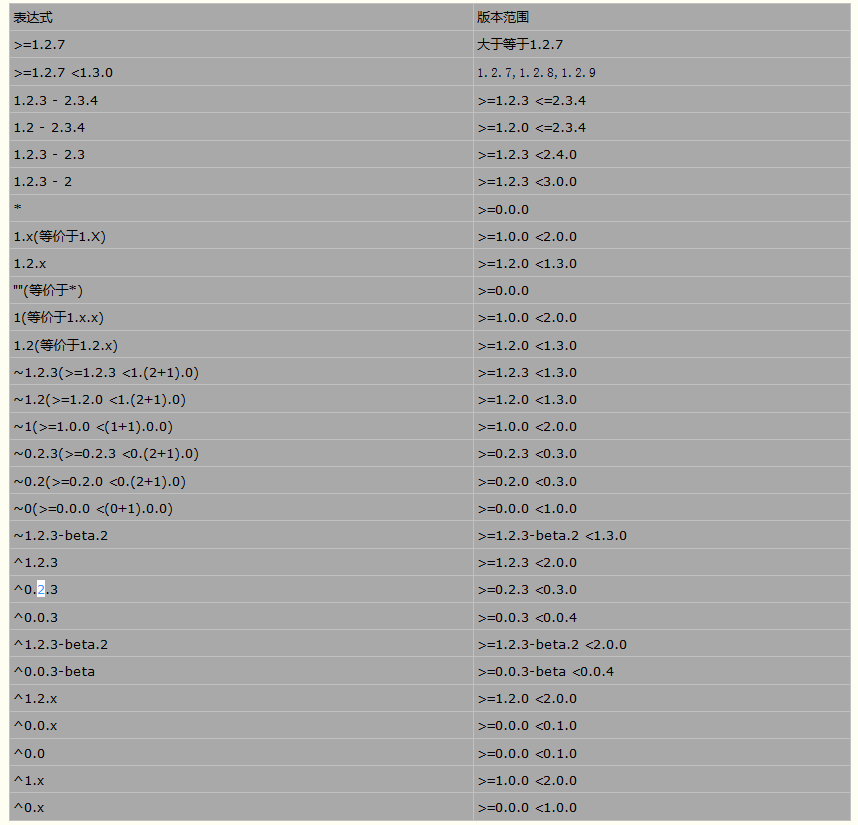 表达式 版本范围
>=1.2.7 大于等于1.2.7
>=1.2.7 <1.3.0 1.2.7,1.2.8,1.2.9
1.2.3 - 2.3.4 >=1.2.3 <=2.3.4
1.2 - 2.3.4 >=1.2.0 <=2.3.4
1.2.3 - 2.3 >=1.2.3 <2.4.0
1.2.3 - 2 >=1.2.3 <3.0.0
* >=0.0.0
1.x(等价于1.X) >=1.0.0 <2.0.0
1.2.x >=1.2.0 <1.3.0
""(等价于*) >=0.0.0
1(等价于1.x.x) >=1.0.0 <2.0.0
1.2(等价于1.2.x) >=1.2.0 <1.3.0
~1.2.3(>=1.2.3 <1.(2+1).0) >=1.2.3 <1.3.0
~1.2(>=1.2.0 <1.(2+1).0) >=1.2.0 <1.3.0
~1(>=1.0.0 <(1+1).0.0) >=1.0.0 <2.0.0
~0.2.3(>=0.2.3 <0.(2+1).0) >=0.2.3 <0.3.0
~0.2(>=0.2.0 <0.(2+1).0) >=0.2.0 <0.3.0
~0(>=0.0.0 <(0+1).0.0) >=0.0.0 <1.0.0
~1.2.3-beta.2 >=1.2.3-beta.2 <1.3.0
^1.2.3 >=1.2.3 <2.0.0
^0.2.3 >=0.2.3 <0.3.0
^0.0.3 >=0.0.3 <0.0.4
^1.2.3-beta.2 >=1.2.3-beta.2 <2.0.0
^0.0.3-beta >=0.0.3-beta <0.0.4
^1.2.x >=1.2.0 <2.0.0
^0.0.x >=0.0.0 <0.1.0
^0.0 >=0.0.0 <0.1.0
^1.x >=1.0.0 <2.0.0
^0.x >=0.0.0 <1.0.0